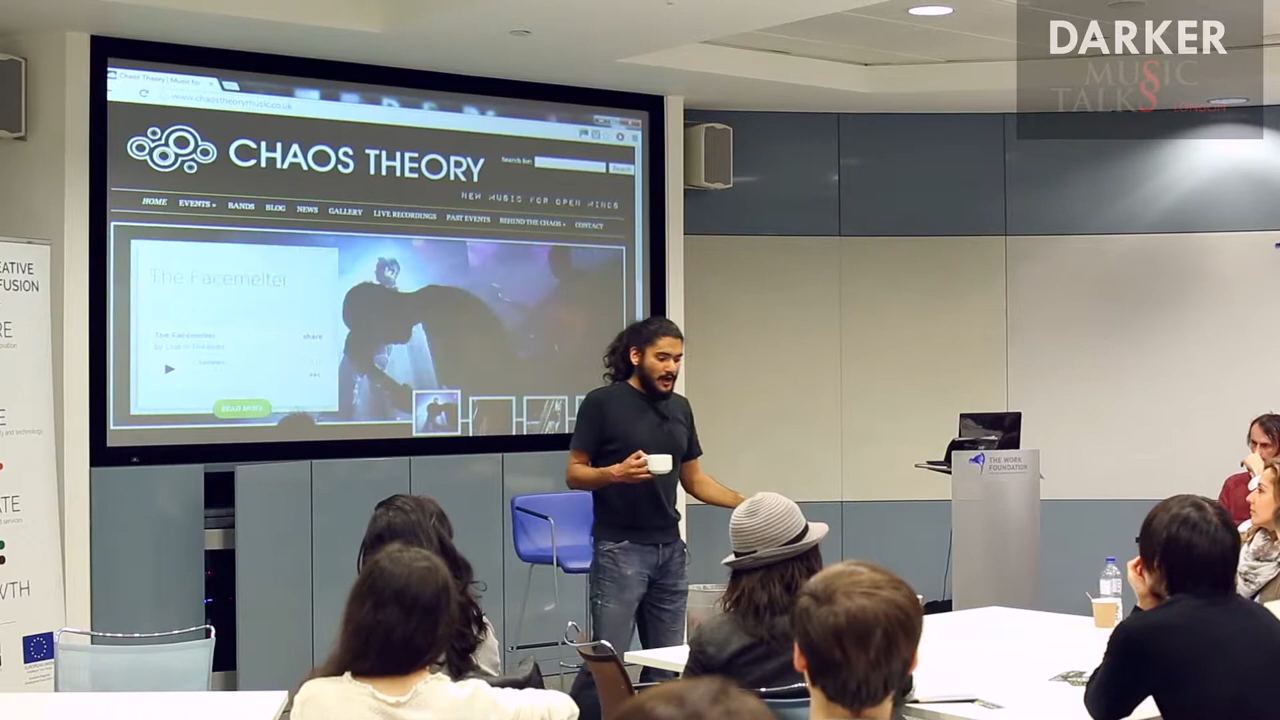 DARKER
MUSIC
TALKS
LONDON
Chaos Theory | Music for
www.chaostheorymusic.co.uk
CHAOS THEORY
Search for:
Search
NEW MUSIC FOR OPEN MINDS
HOME EVENTS » BANDS BLOG NEWS GALLERY LIVE RECORDINGS PAST EVENTS BEHIND THE CHAOS » CONTACT
The Facemelter
The Facemelter
share
READ MORE
THE WORK
FOUNDATION
EATIVE
FUSION
RE
E
ATE
WTH